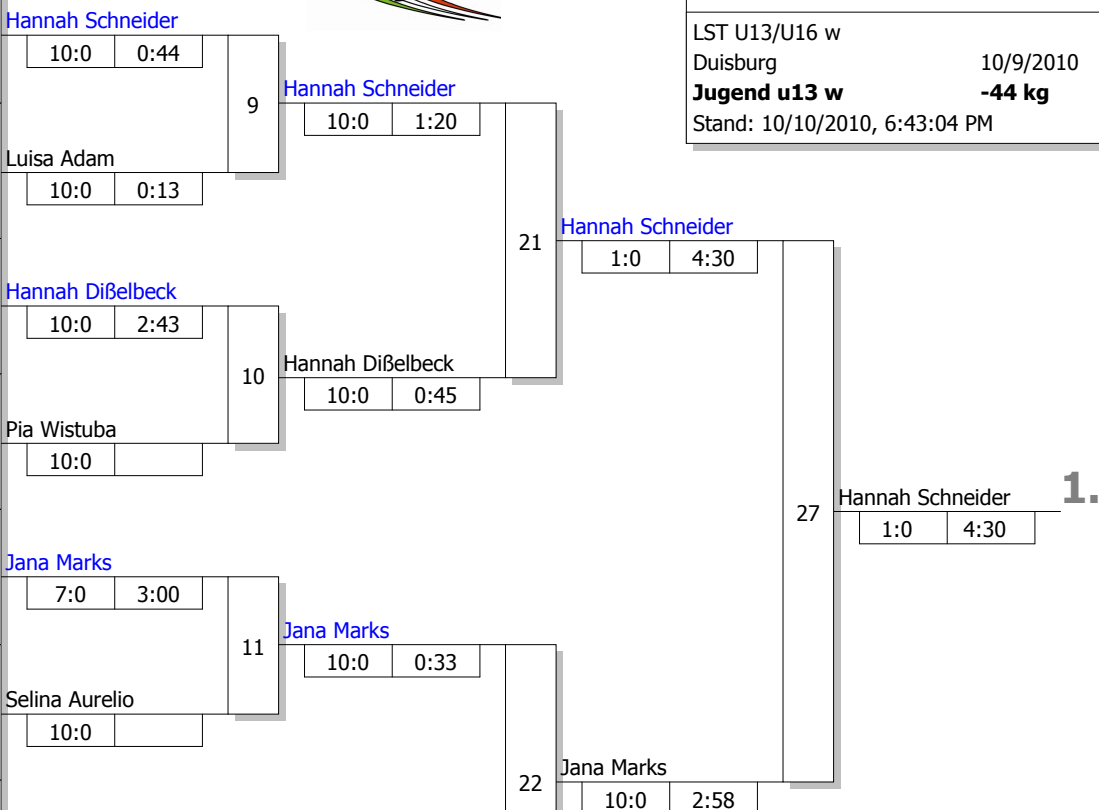 Hannah Schneider
10:0 0:44
LST U13/U16 w
Duisburg 10/9/2010
Jugend u13 w -44 kg
Stand: 10/10/2010, 6:43:04 PM
9
Hannah Schneider
10:0 1:20
Luisa Adam
10:0 0:13
21
Hannah Schneider
1:0 4:30
Hannah Dißelbeck
10:0 2:43
10
Hannah Dißelbeck
10:0 0:45
Pia Wistuba
10:0
27
Hannah Schneider 1.
1:0 4:30
Jana Marks
7:0 3:00
11
Jana Marks
10:0 0:33
Selina Aurelio
10:0
22
Jana Marks
10:0 2:58